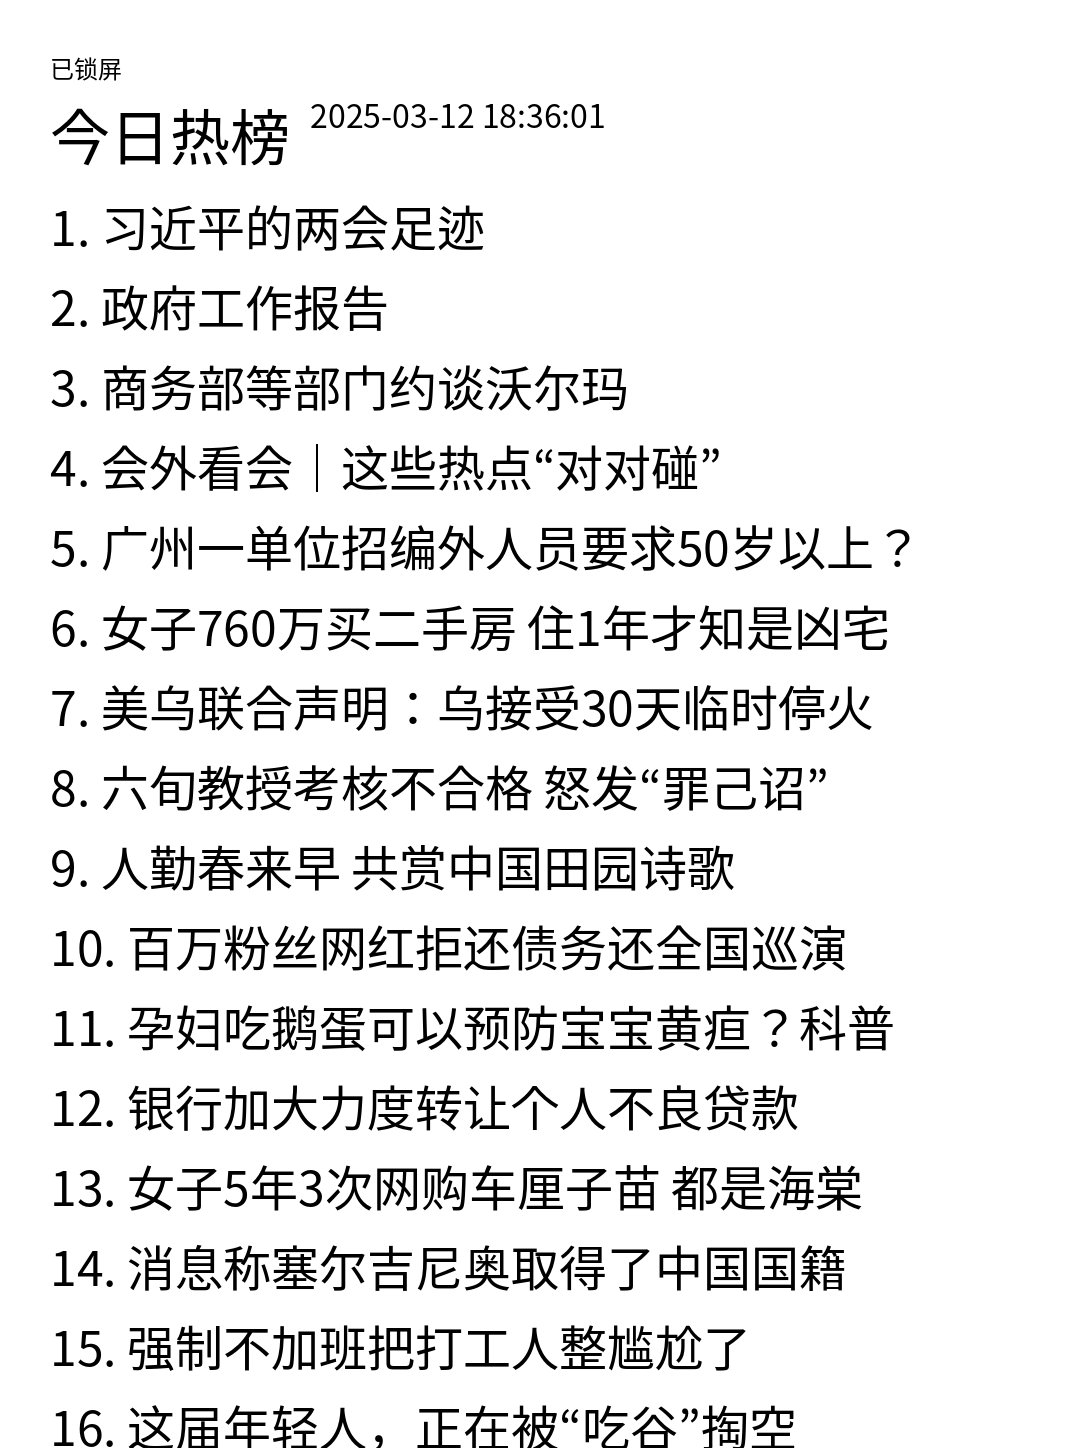 已锁屏
今日热榜 2025-03-12 18:36:01
1. 习近平的两会足迹
2. 政府工作报告
3. 商务部等部门约谈沃尔玛
4. 会外看会｜这些热点“对对碰”
5. 广州一单位招编外人员要求50岁以上？
6. 女子760万买二手房 住1年才知是凶宅
7. 美乌联合声明：乌接受30天临时停火
8. 六旬教授考核不合格 怒发“罪己诏”
9. 人勤春来早 共赏中国田园诗歌
10. 百万粉丝网红拒还债务还全国巡演
11. 孕妇吃鹅蛋可以预防宝宝黄疸？科普
12. 银行加大力度转让个人不良贷款
13. 女子5年3次网购车厘子苗 都是海棠
14. 消息称塞尔吉尼奥取得了中国国籍
15. 强制不加班把打工人整尴尬了
16. 这届年轻人，正在被“吃谷”掏空